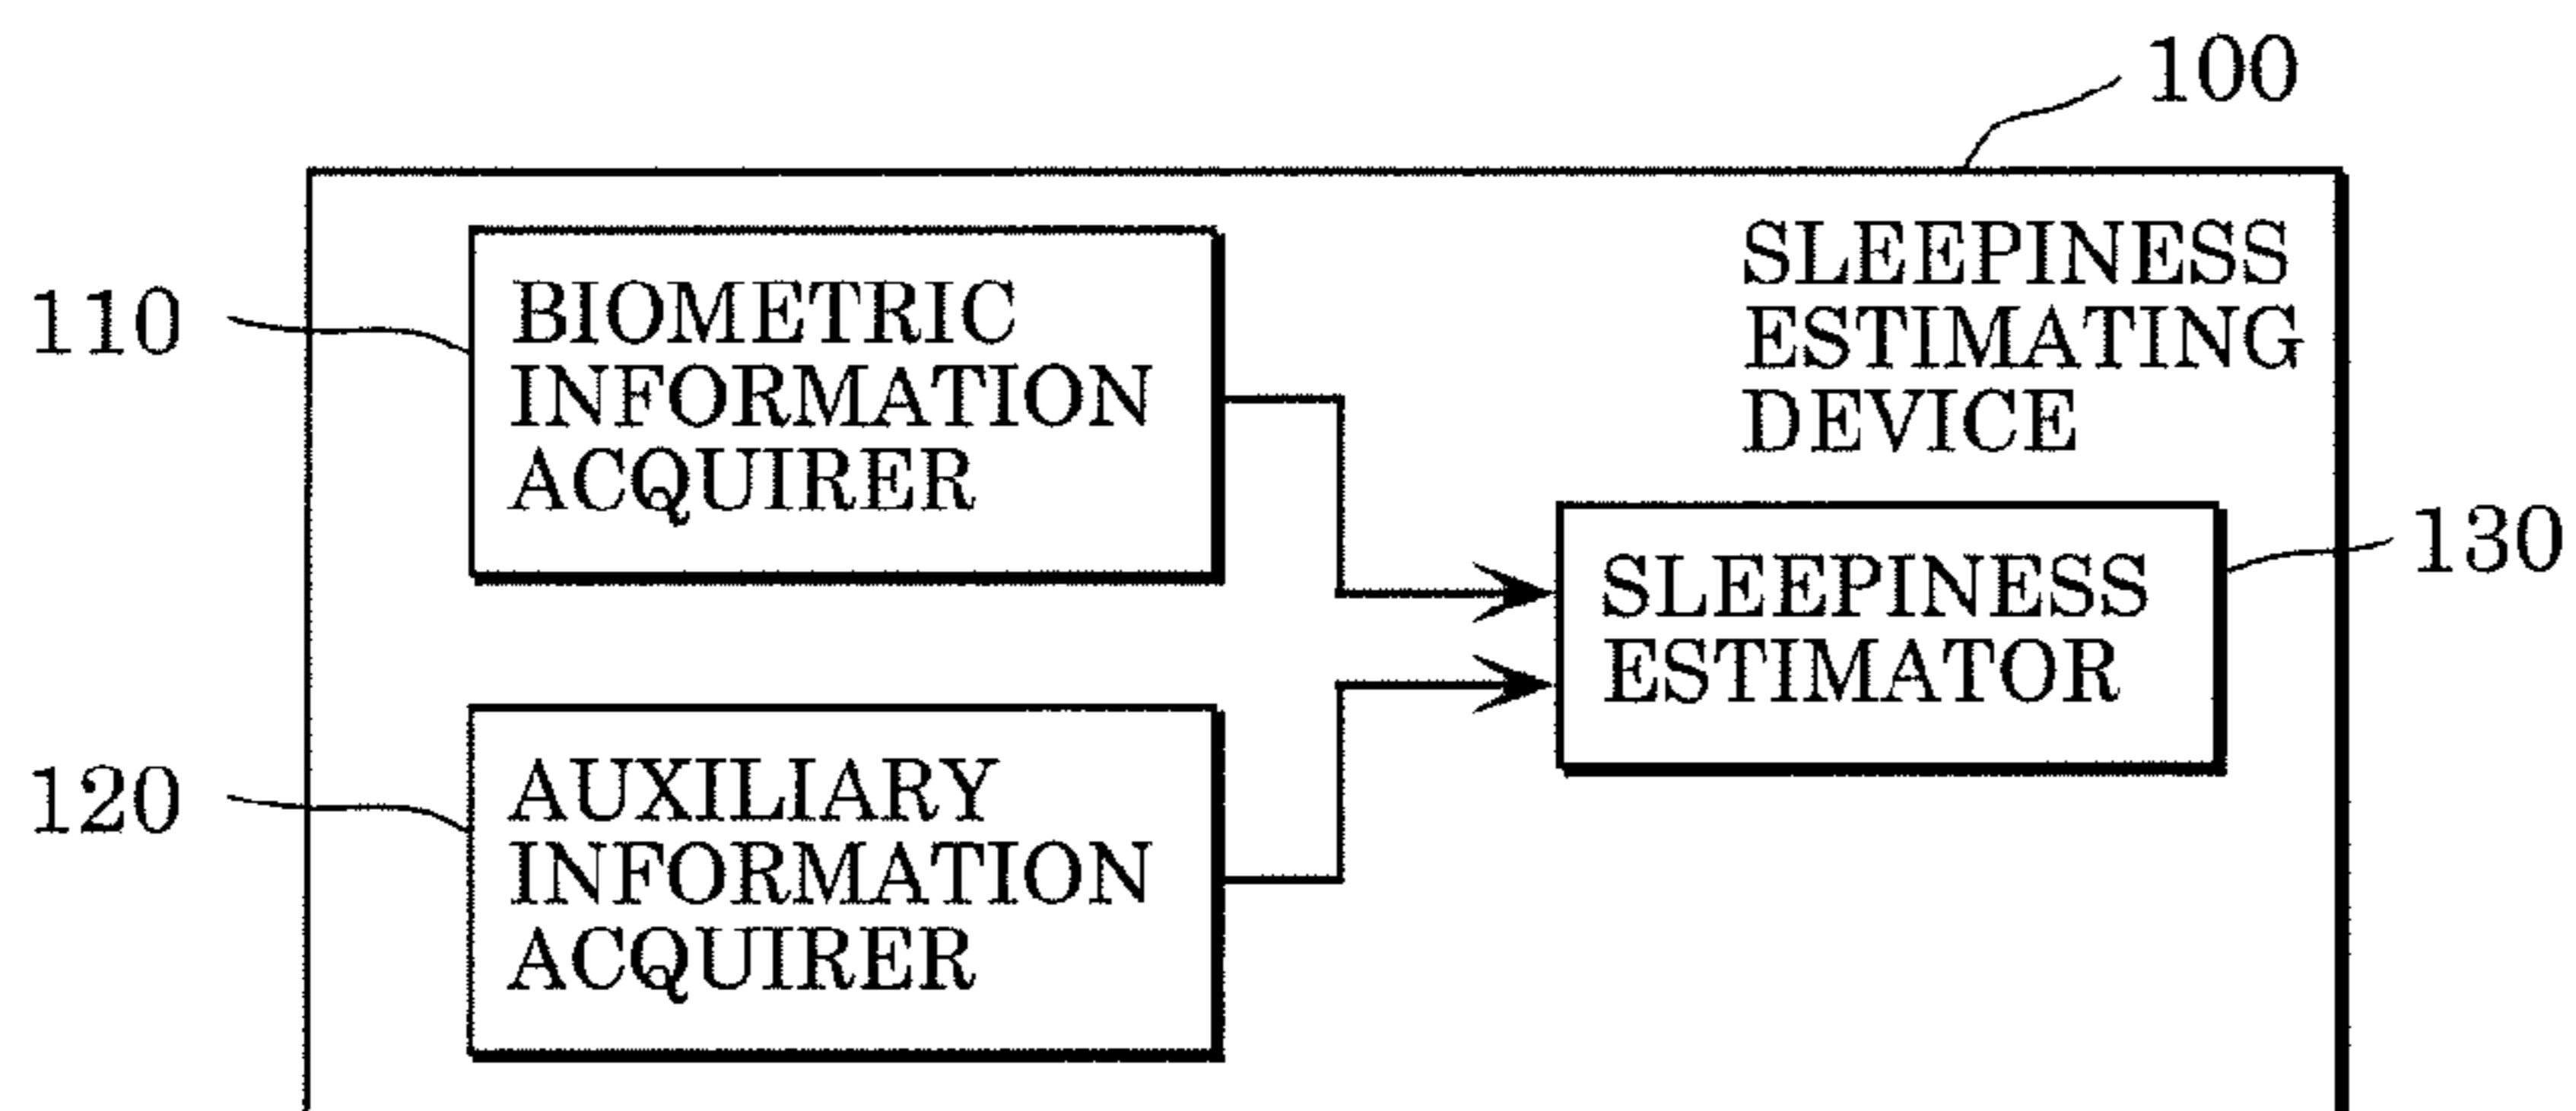 100
SLEEPINESS
ESTIMATING
DEVICE
110
BIOMETRIC
INFORMATION
ACQUIRER
130
SLEEPINESS
ESTIMATOR
120
AUXILIARY
INFORMATION
ACQUIRER